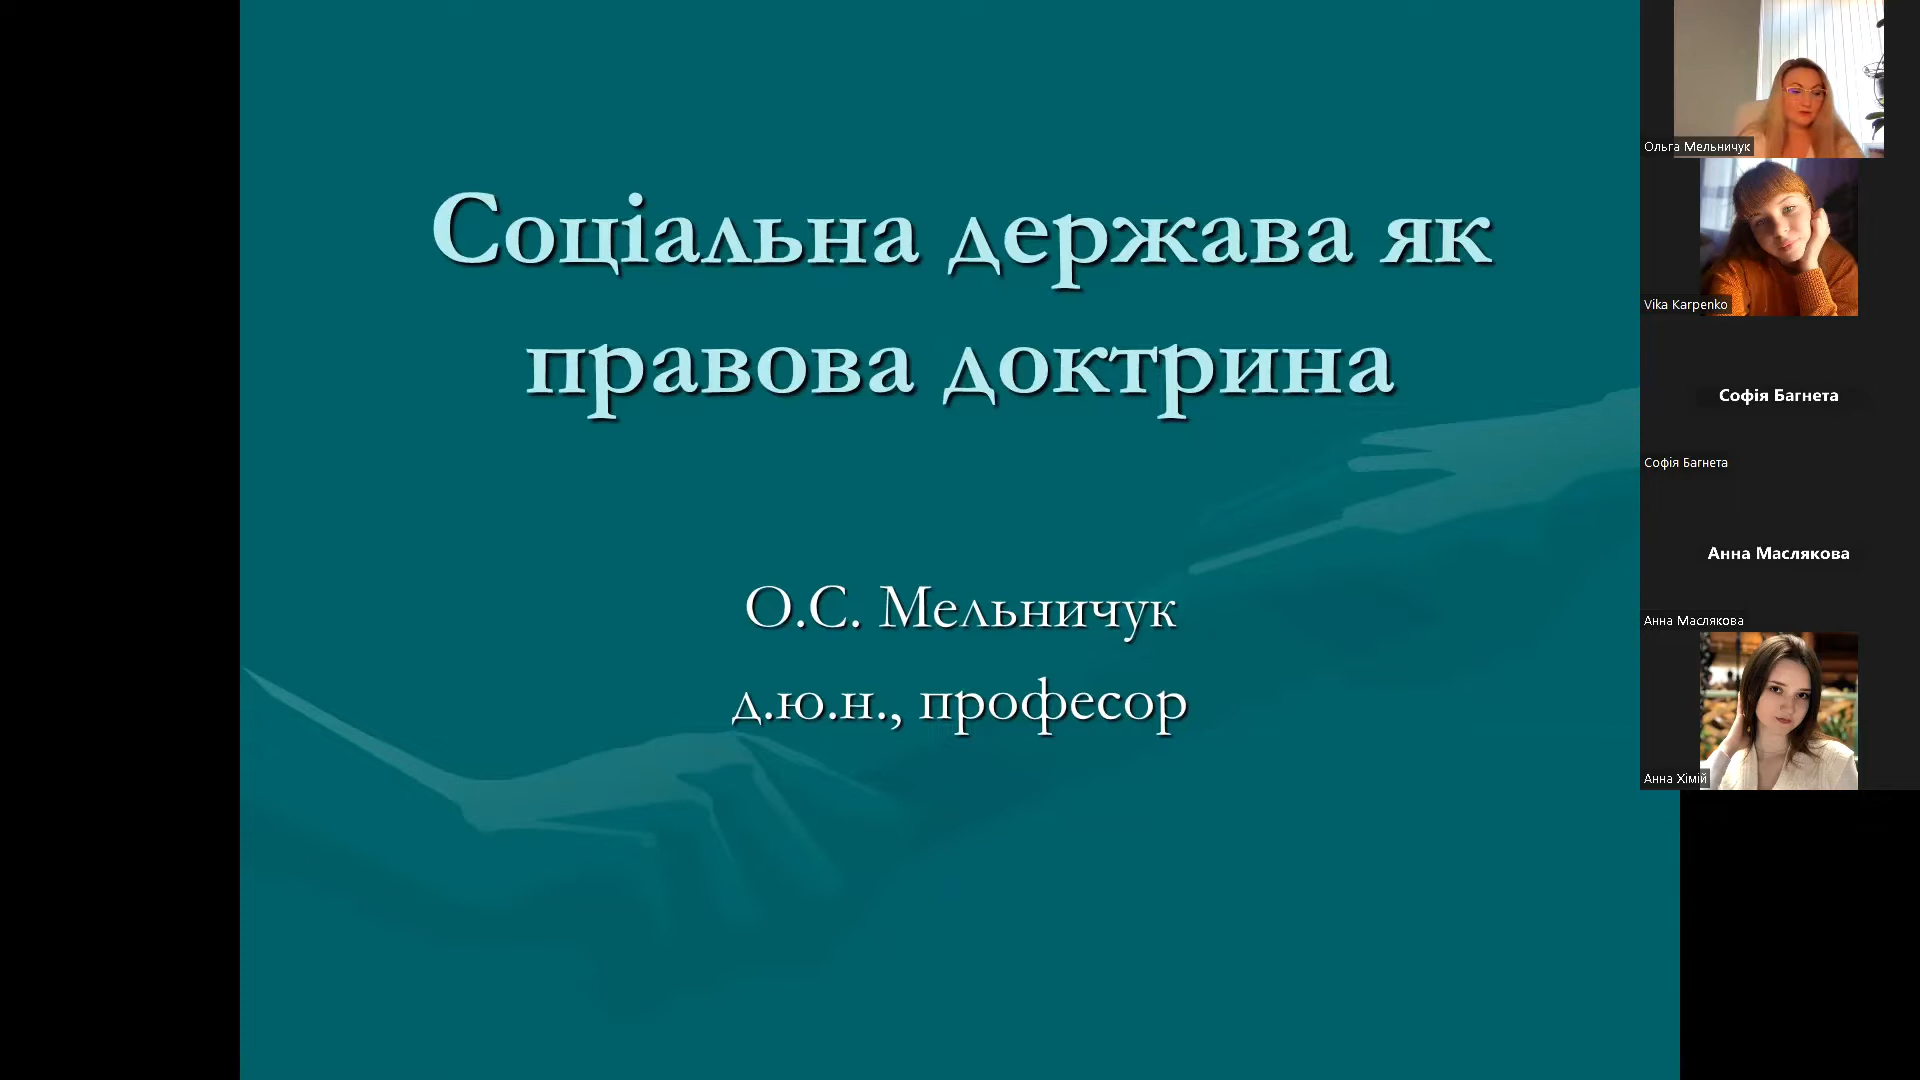 Соціальна держава як
правова доктрина
О.С. Мельничук
д.ю.н., професор
Ольга Мельничук
Vika Karpenko
Софія Багнета
Софія Багнета
Анна Маслякова
Анна Маслякова
Анна Хімій